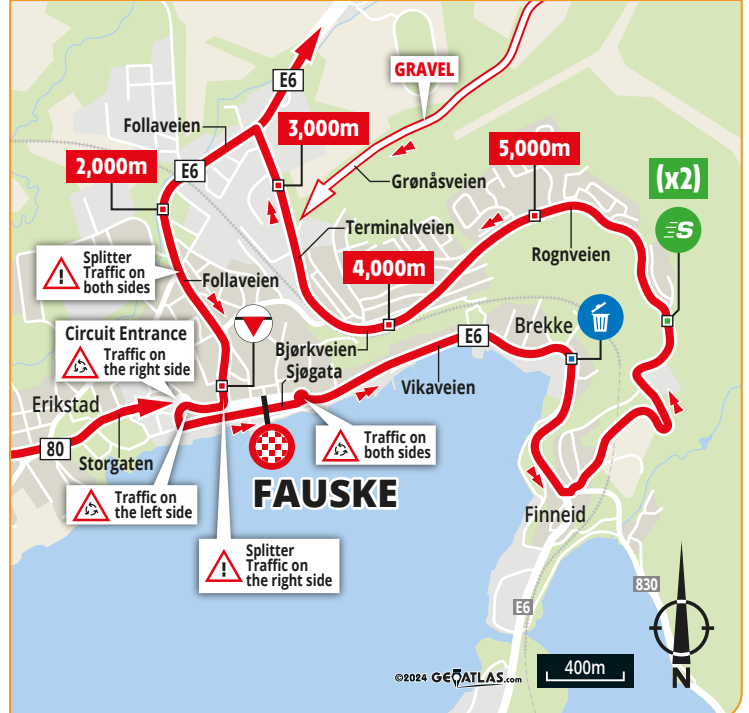 E6
GRAVEL
Follaveien
3,000m
5,000m
2,000m
E6
Grønåsveien
(x2)
S
Terminalveien
Rognveien
Splitter
Traffic on
both sides
Follaveien
4,000m
Circuit Entrance
Traffic on
the right side
Bjørkveien
Sjøgata
E6
Brekke
Vikaveien
Erikstad
80
Storgaten
Traffic on
both sides
Traffic on
the left side
FAUSKE
Finneid
Splitter
Traffic on
the right side
E6
830
©2024 GEOATLAS.com
400m
N